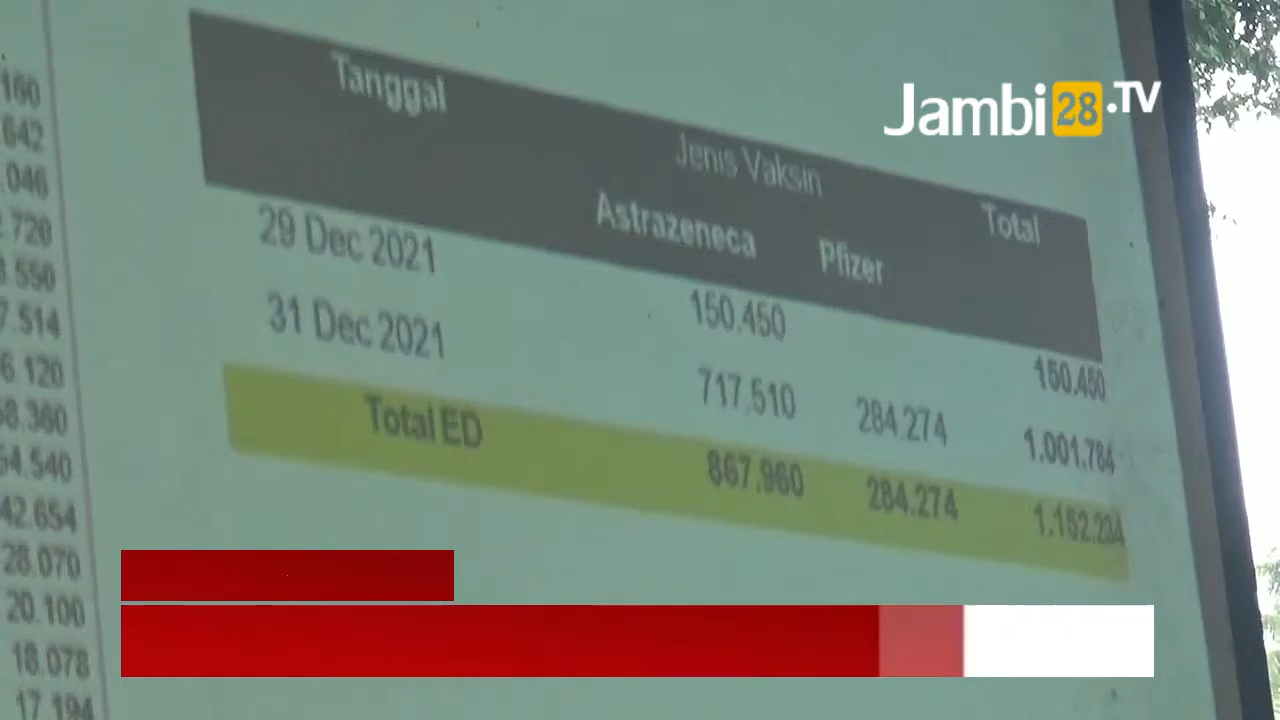 Jambi28.TV
Tanggal Jenis Vaksin Total
Astrazeneca Pfizer
29 Dec 2021 150.450 150.450
31 Dec 2021 717.510 284.274 1.001.784
Total ED 867.960 284.274 1.152.234
160
642
.046
.720
.550
7.514
6.120
58.360
54.540
42.654
28.070
20.100
18.078
17.194